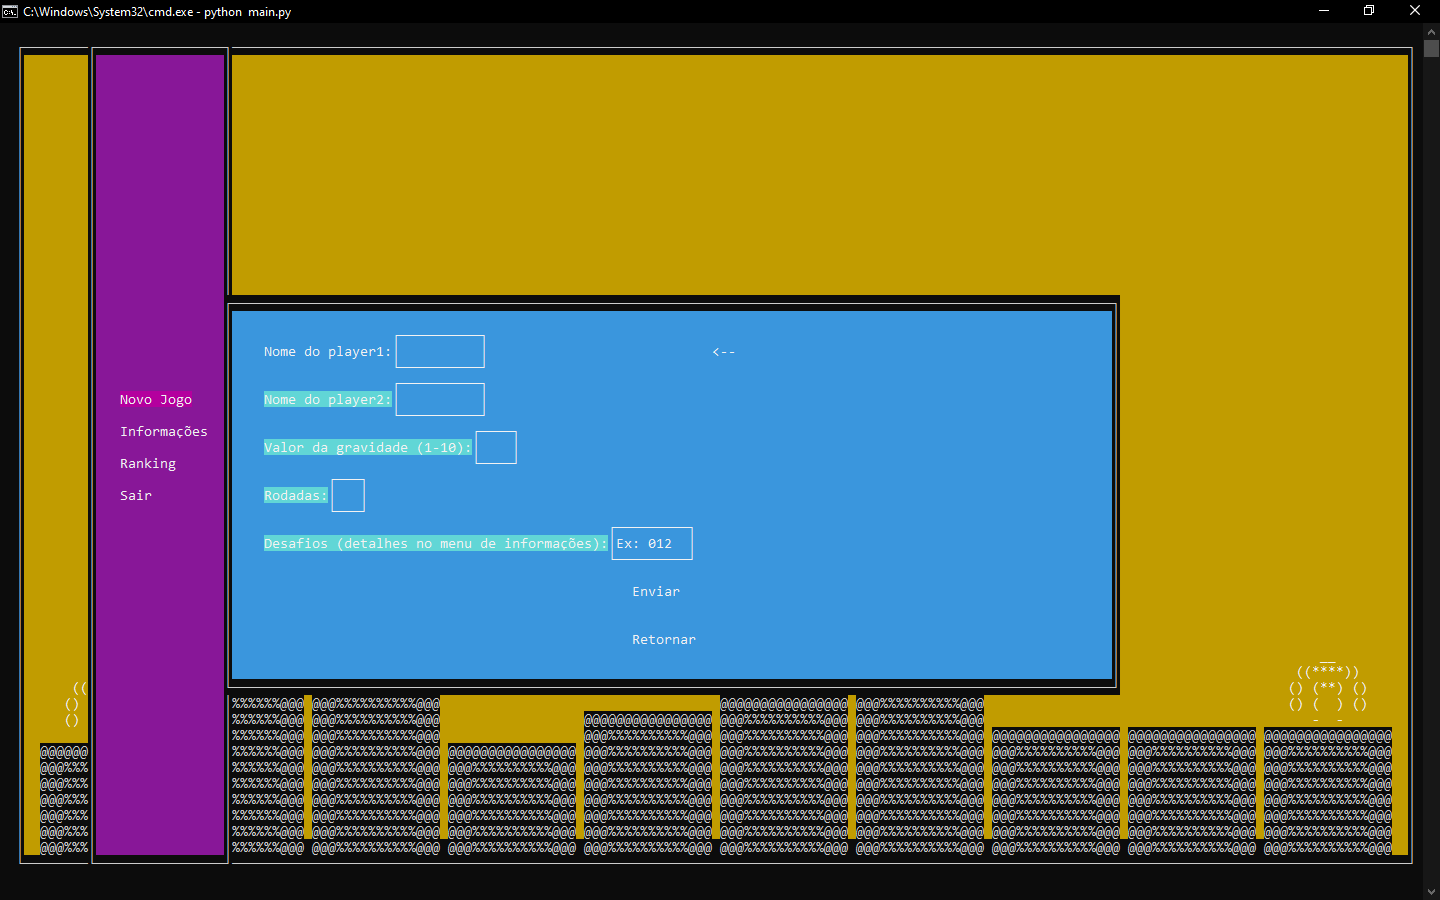 C:\Windows\System32\cmd.exe - python  main.py
Nome do player1:
<--
Nome do player2:
Novo Jogo
Informações
Valor da gravidade (1-10):
Ranking
Sair
Rodadas:
Desafios (detalhes no menu de informações):
Ex: 012
Enviar
Retornar